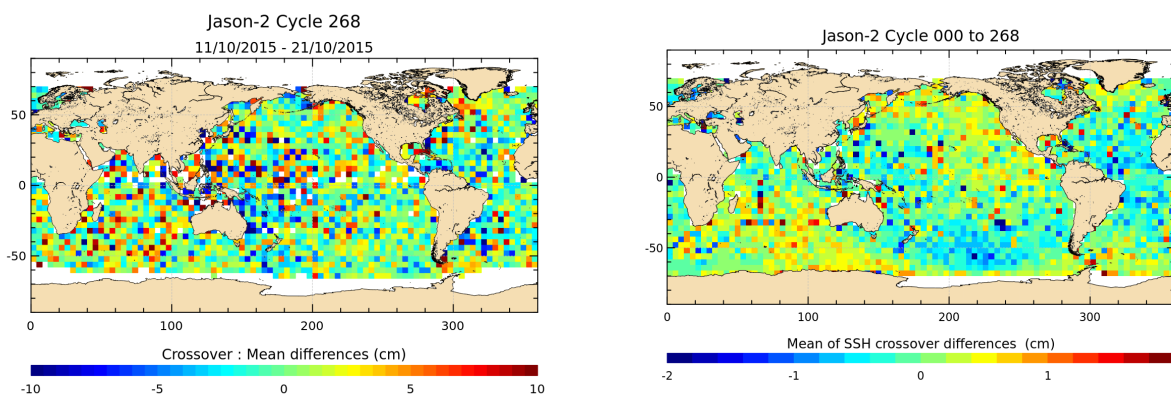 Jason-2 Cycle 268
11/10/2015 - 21/10/2015
50
0
-50
0 100 200 300
Crossover : Mean differences (cm)
-10 -5 0 5 10
Jason-2 Cycle 000 to 268
50
0
-50
0 100 200 300
Mean of SSH crossover differences (cm)
-2 -1 0 1